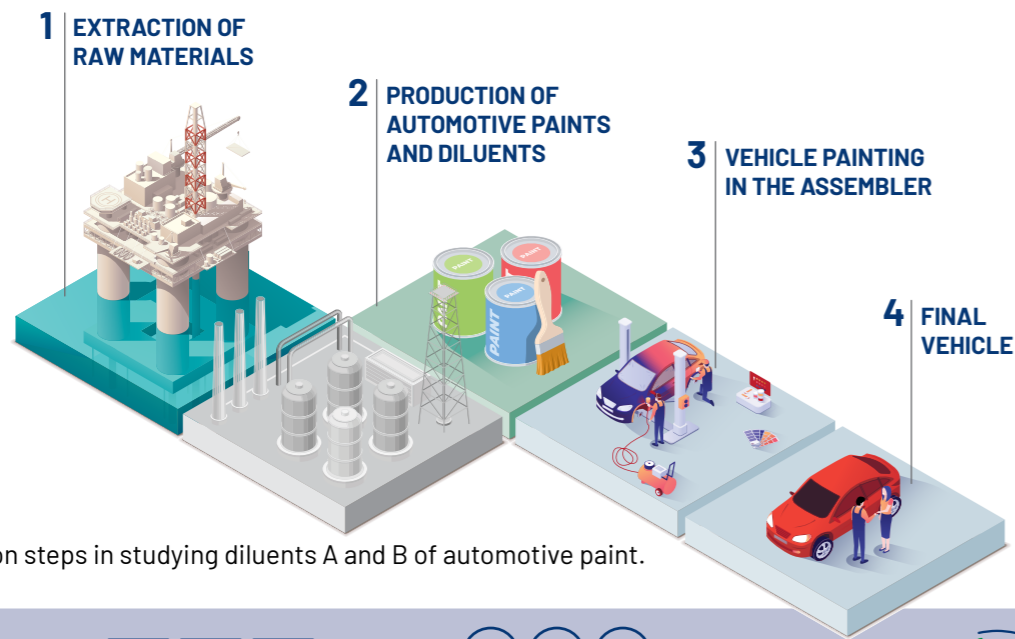 1 EXTRACTION OF
RAW MATERIALS
2 PRODUCTION OF
AUTOMOTIVE PAINTS
AND DILUENTS
3 VEHICLE PAINTING
IN THE ASSEMBLER
4 FINAL
VEHICLE
PAINT
PAINT
PAINT
PAINT
on steps in studying diluents A and B of automotive paint.